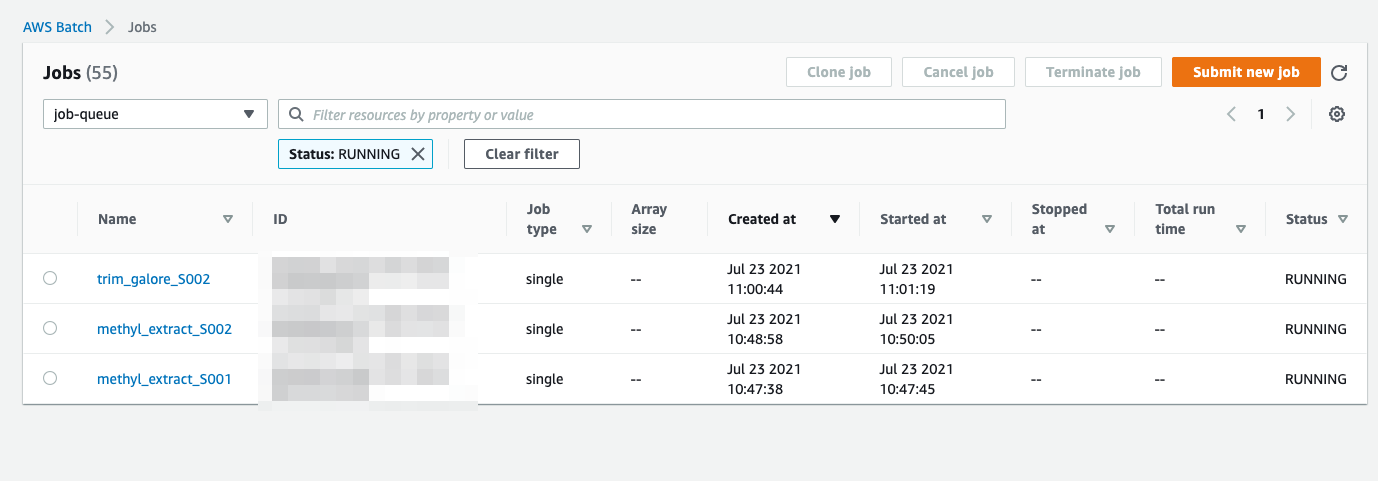 AWS Batch > Jobs
Jobs (55)
Clone job
Cancel job
Terminate job
Submit new job
job-queue
Filter resources by property or value
1
Status: RUNNING
Clear filter
Name ID Job type Array size Created at Started at Stopped at Total run time Status
trim_galore_S002 single -- Jul 23 2021 11:00:44 Jul 23 2021 11:01:19 -- -- RUNNING
methyl_extract_S002 single -- Jul 23 2021 10:48:58 Jul 23 2021 10:50:05 -- -- RUNNING
methyl_extract_S001 single -- Jul 23 2021 10:47:38 Jul 23 2021 10:47:45 -- -- RUNNING